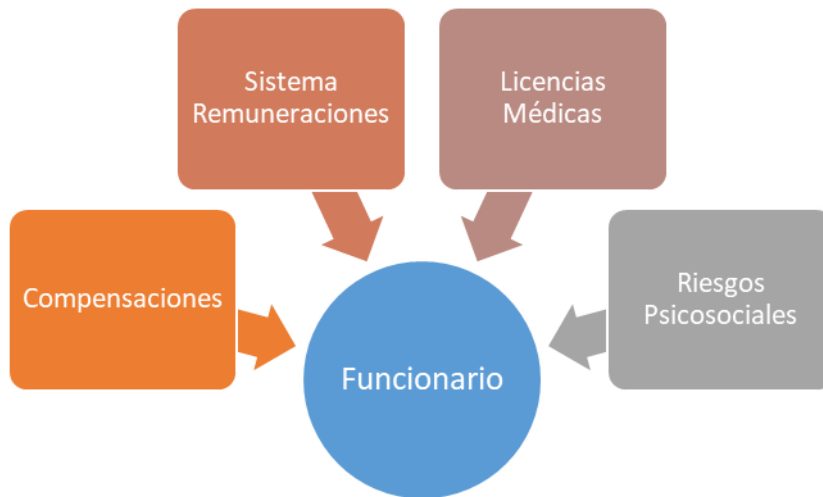 Sistema
Remuneraciones
Licencias
Médicas
Compensaciones
Riesgos
Psicosociales
Funcionario